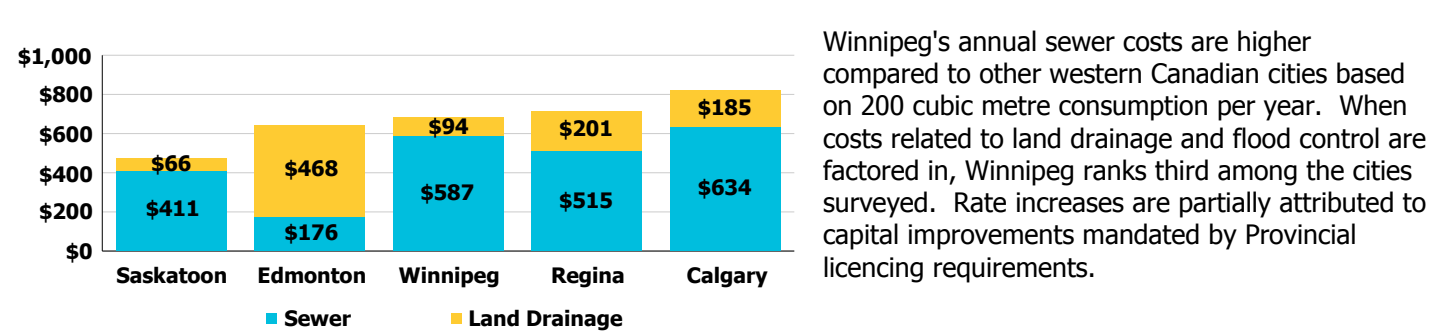 $1,000
$800
$600
$400
$200
$0
$66
$411
$468
$176
$94
$587
$201
$515
$185
$634
Saskatoon Edmonton Winnipeg Regina Calgary
Sewer Land Drainage
Winnipeg's annual sewer costs are higher
compared to other western Canadian cities based
on 200 cubic metre consumption per year.  When
costs related to land drainage and flood control are
factored in, Winnipeg ranks third among the cities
surveyed.  Rate increases are partially attributed to
capital improvements mandated by Provincial
licencing requirements.